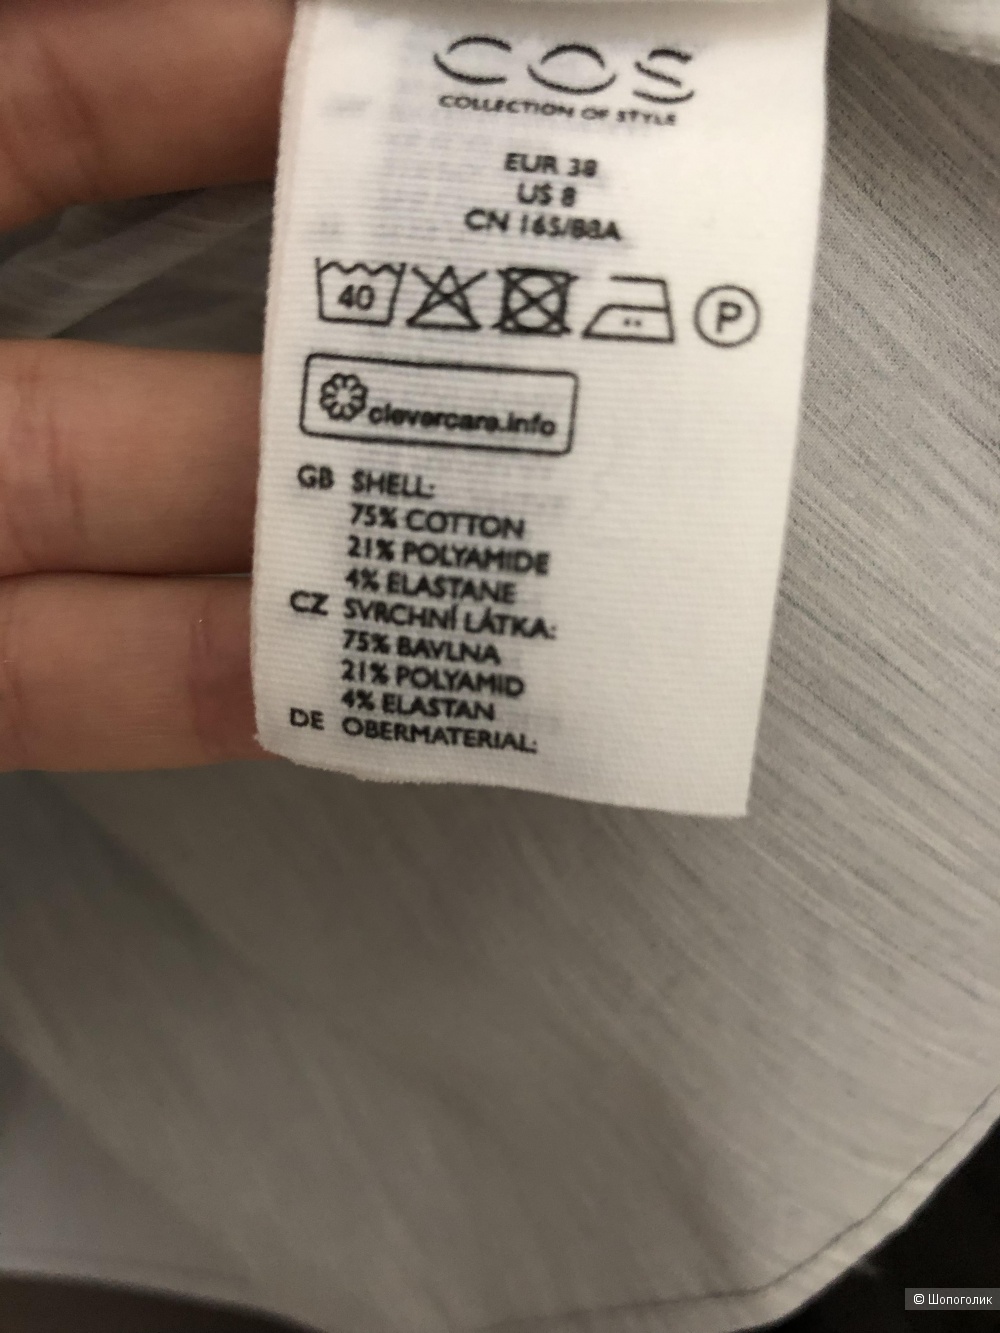 COS
COLLECTION OF STYLE
EUR 38
US 8
CN 165/88A
40
P
clevercare.info
GB SHELL:
75% COTTON
21% POLYAMIDE
4% ELASTANE
CZ SVRCHNÍ LÁTKA:
75% BAVLNA
21% POLYAMID
4% ELASTAN
DE OBERMATERIAL:
© Шопоголик